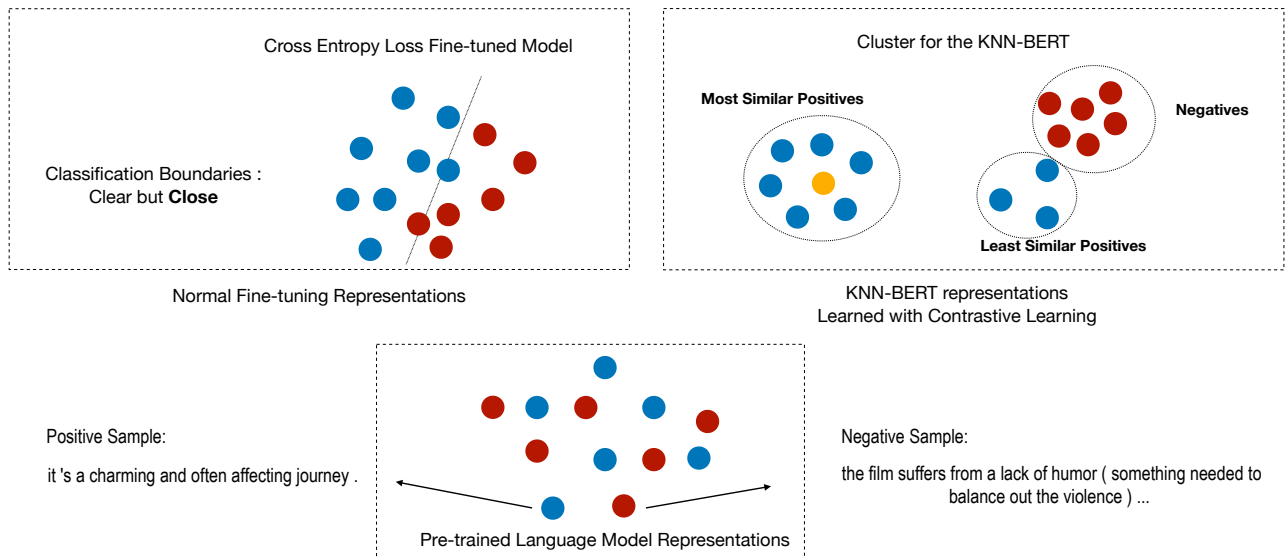 Cross Entropy Loss Fine-tuned Model
Classification Boundaries :
Clear but Close
Normal Fine-tuning Representations
Cluster for the KNN-BERT
Most Similar Positives
Negatives
Least Similar Positives
KNN-BERT representations
Learned with Contrastive Learning
Positive Sample:
it 's a charming and often affecting journey .
Pre-trained Language Model Representations
Negative Sample:
the film suffers from a lack of humor ( something needed to
balance out the violence ) ...